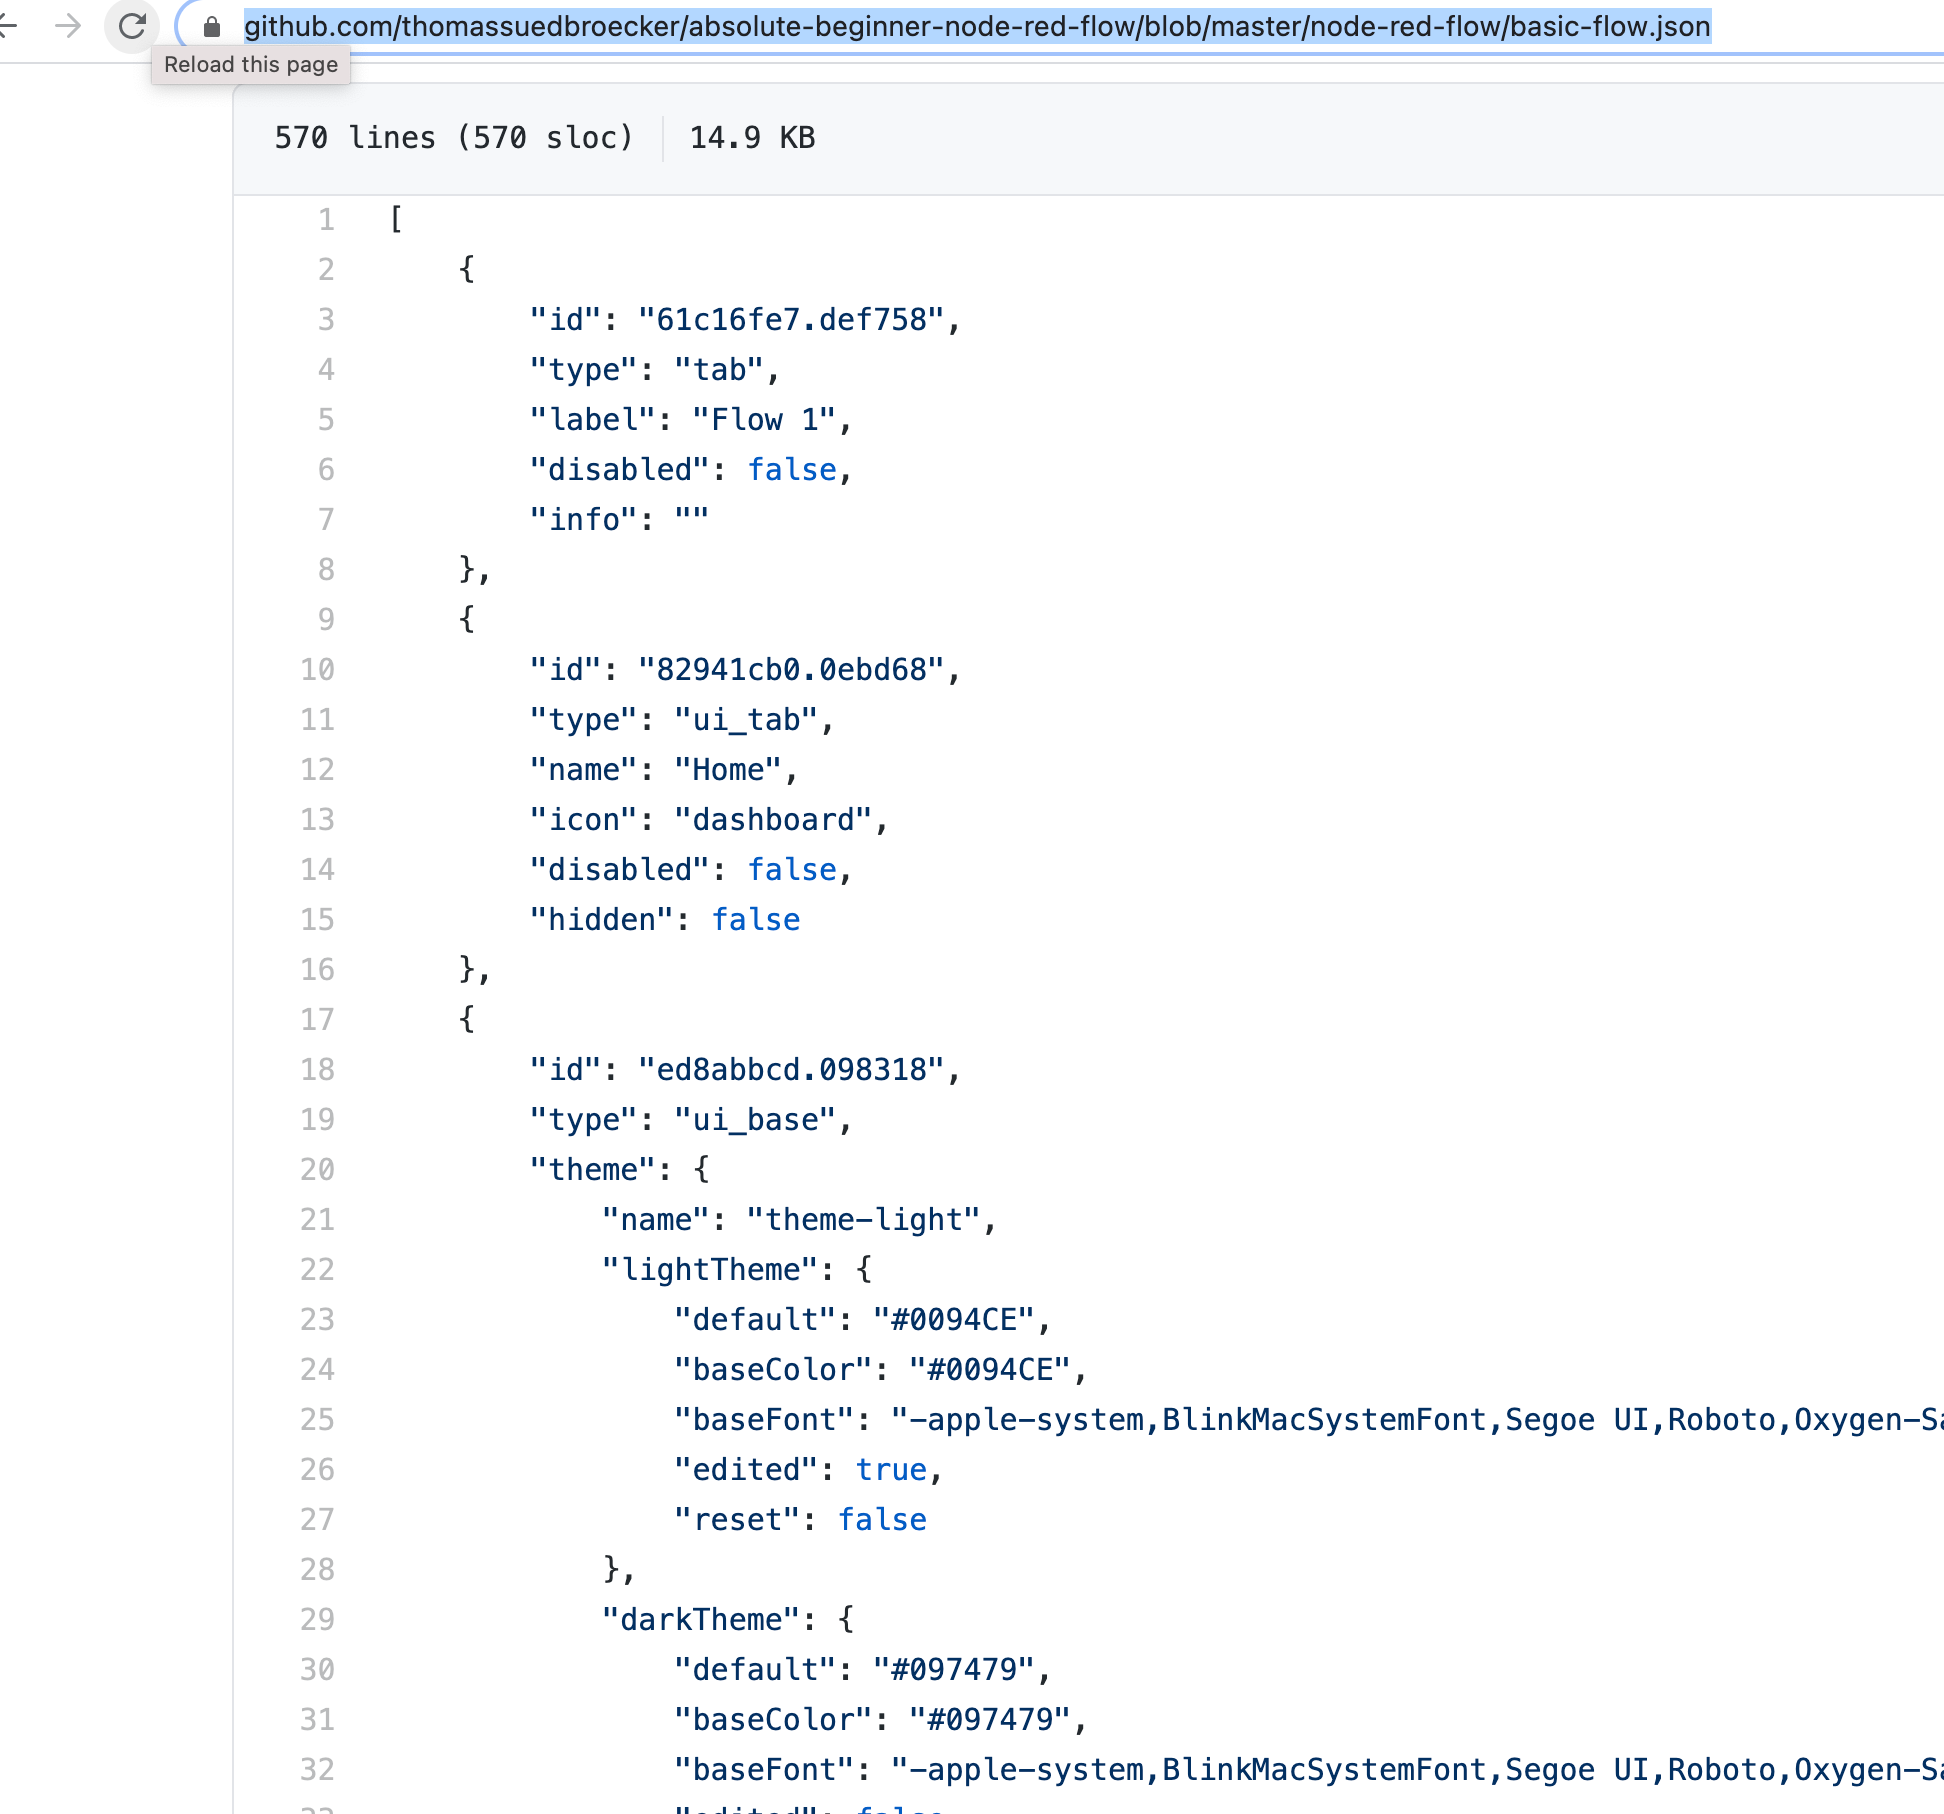 github.com/thomassuedbroecker/absolute-beginner-node-red-flow/blob/master/node-red-flow/basic-flow.json
Reload this page
570 lines (570 sloc) 14.9 KB
1 [
2 {
3 "id": "61c16fe7.def758",
4 "type": "tab",
5 "label": "Flow 1",
6 "disabled": false,
7 "info": ""
8 },
9 {
10 "id": "82941cb0.0ebd68",
11 "type": "ui_tab",
12 "name": "Home",
13 "icon": "dashboard",
14 "disabled": false,
15 "hidden": false
16 },
17 {
18 "id": "ed8abbcd.098318",
19 "type": "ui_base",
20 "theme": {
21 "name": "theme-light",
22 "lightTheme": {
23 "default": "#0094CE",
24 "baseColor": "#0094CE",
25 "baseFont": "-apple-system,BlinkMacSystemFont,Segoe UI,Roboto,Oxygen-Sa
26 "edited": true,
27 "reset": false
28 },
29 "darkTheme": {
30 "default": "#097479",
31 "baseColor": "#097479",
32 "baseFont": "-apple-system,BlinkMacSystemFont,Segoe UI,Roboto,Oxygen-Sa